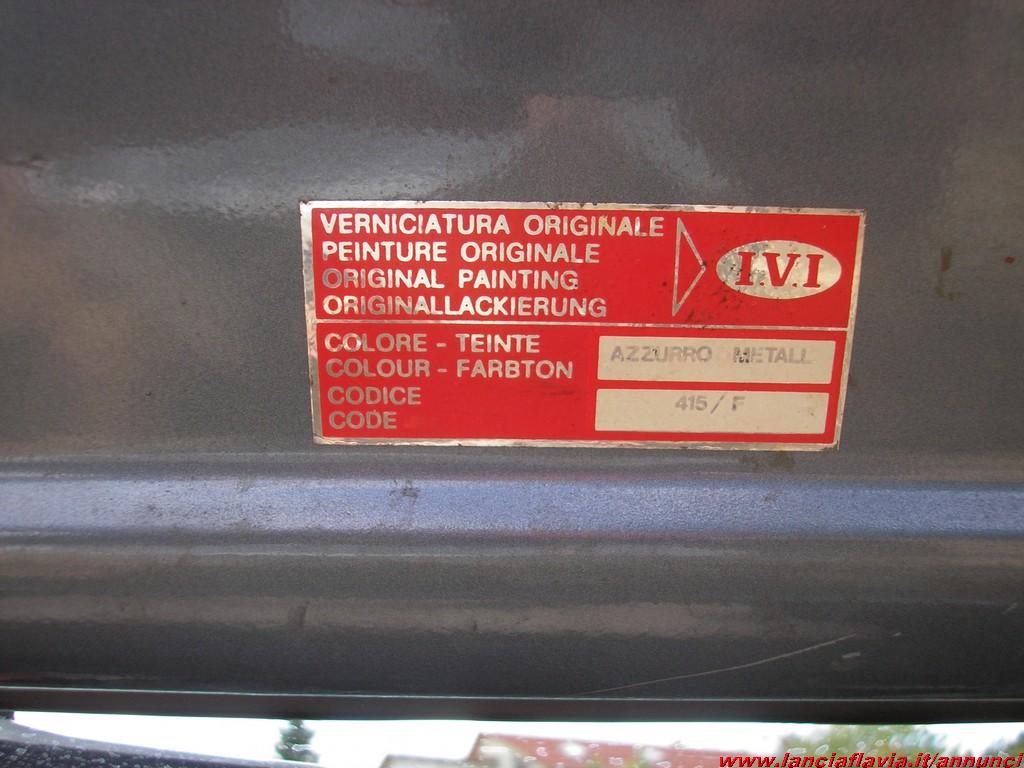 VERNICIATURA ORIGINALE
PEINTURE ORIGINALE
ORIGINAL PAINTING
ORIGINALLACKIERUNG
I.V.I
COLORE - TEINTE
COLOUR - FARBTON
AZZURRO METALL
CODICE
CODE
415/F
www.lanciaflavia.it/annunci